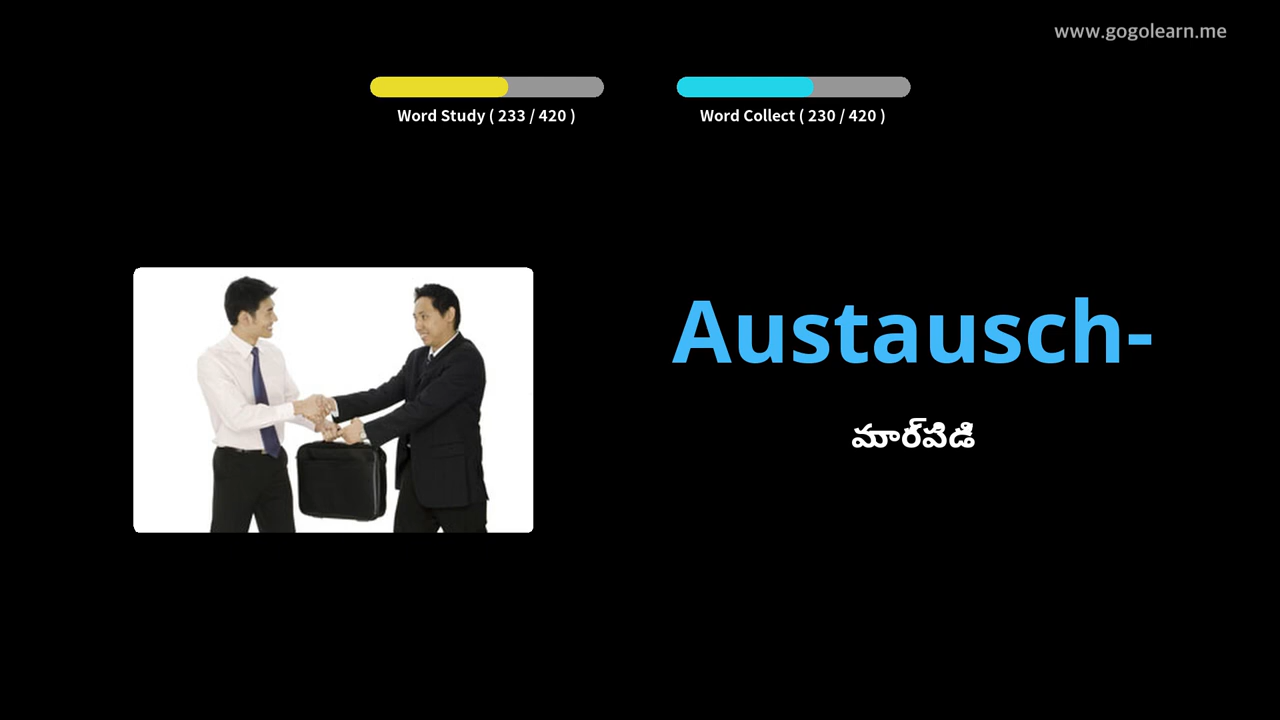 www.gogolearn.me
Word Study ( 233 / 420 )
Word Collect ( 230 / 420 )
Austausch-
మార్‌పిడి